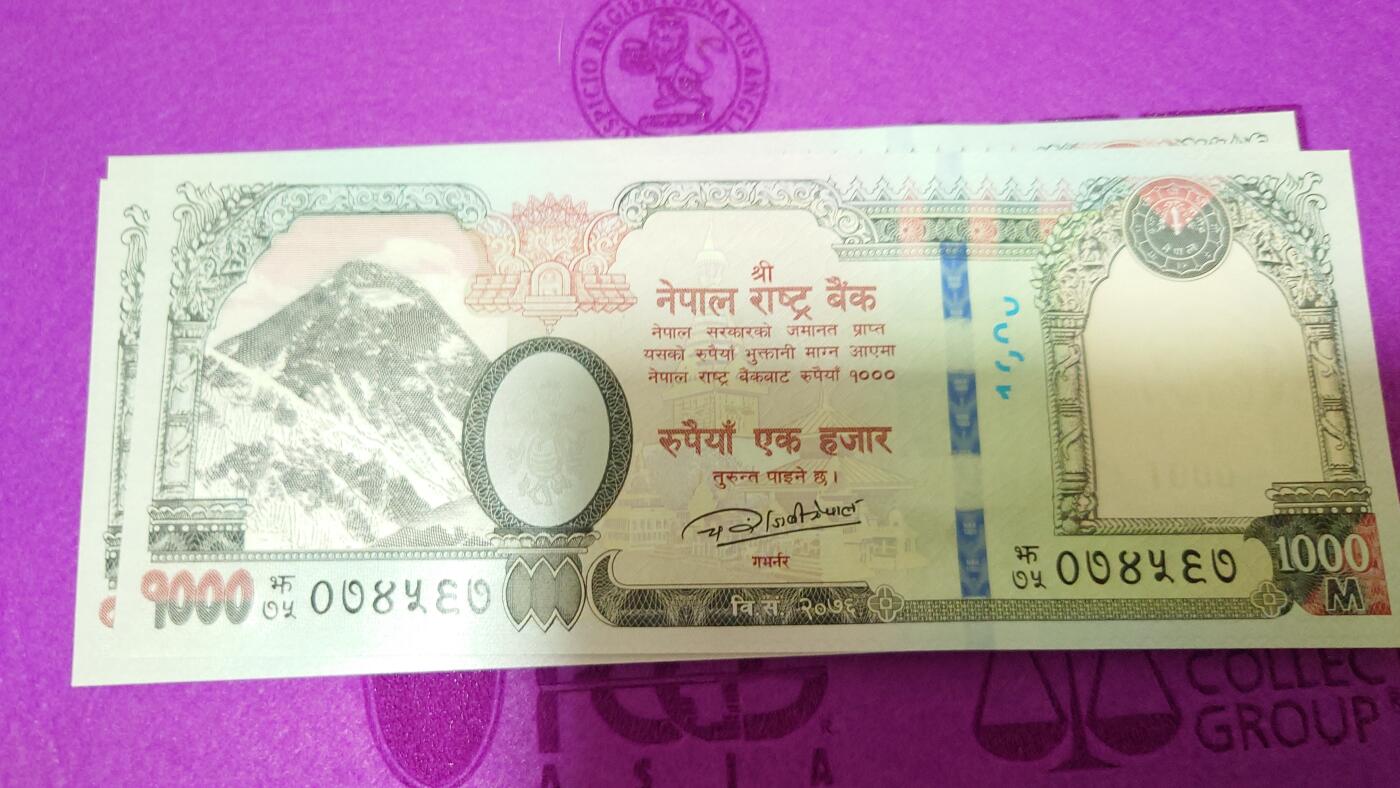 श्री
नेपाल राष्ट्र बैंक
नेपाल सरकारको जमानत प्राप्त
यसको रुपैयाँ भुक्तानी माग्न आएमा
नेपाल राष्ट्र बैंकबाट रुपैयाँ १०००
रुपैयाँ एक हजार
तुरुन्त पाइने छ।
गभर्नर
वि.सं. २०७६
१०००
झ
७५ ०७४५६७
झ
७५ ०७४५६७
1000
M
ASIA
COLLEC
GROUP